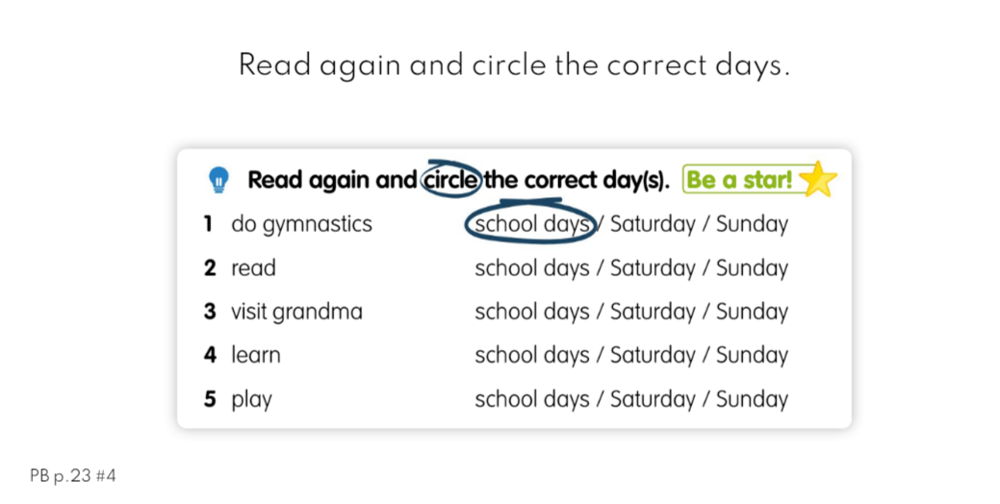 Read again and circle the correct days.
Read again and circle the correct day(s). Be a star!
1 do gymnastics school days / Saturday / Sunday
2 read school days / Saturday / Sunday
3 visit grandma school days / Saturday / Sunday
4 learn school days / Saturday / Sunday
5 play school days / Saturday / Sunday
PB p.23 #4